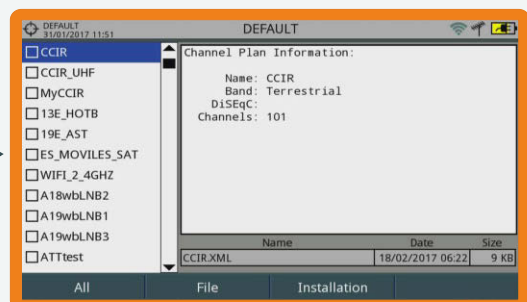 DEFAULT
31/01/2017 11:51
DEFAULT
CCIR
CCIR_UHF
MyCCIR
13E_HOTB
19E_AST
ES_MOVILES_SAT
WIFI_2_4GHZ
A18wbLNB2
A19wbLNB1
A19wbLNB3
ATTtest
Channel Plan Information:
Name: CCIR
Band: Terrestrial
DiSEqC:
Channels: 101
Name Date Size
CCIR.XML 18/02/2017 06:22 9 KB
All File Installation